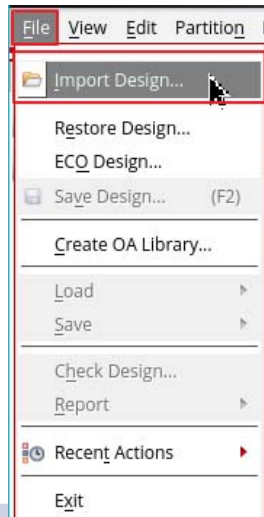 File View Edit Partition
Import Design...
Restore Design...
ECO Design...
Save Design... (F2)
Create OA Library...
Load
Save
Check Design...
Report
Recent Actions
Exit